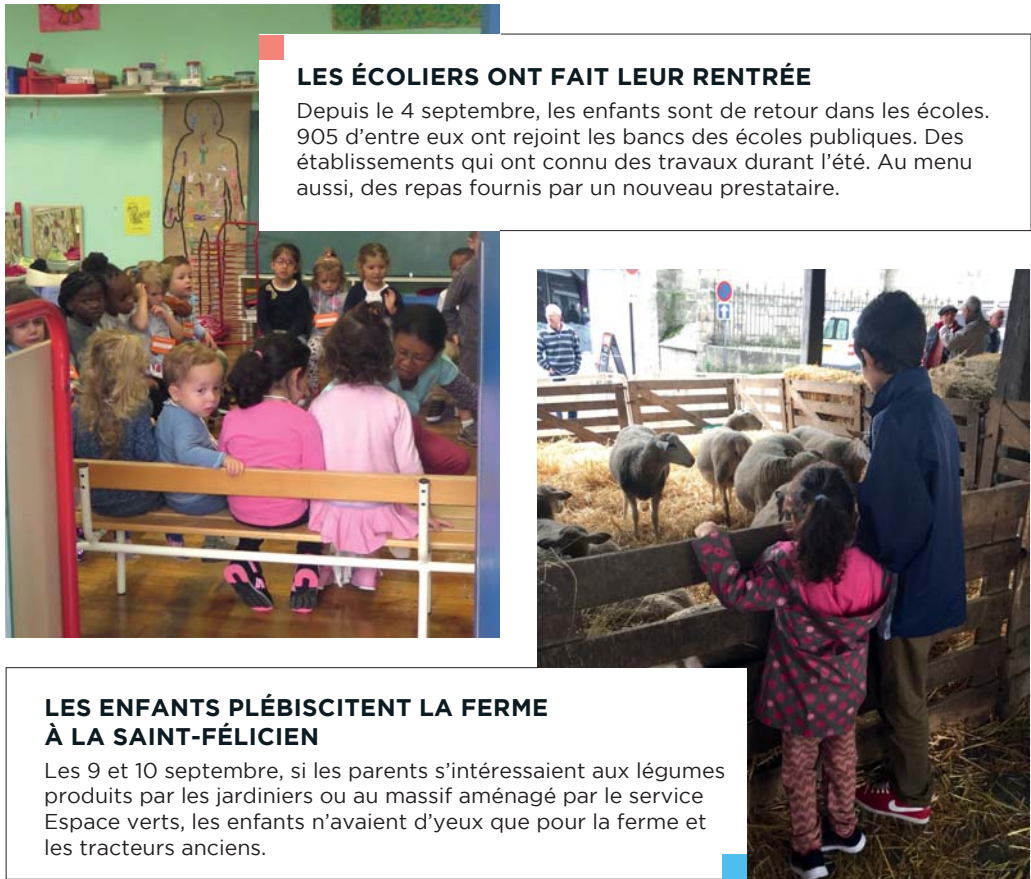 LES ÉCOLIERS ONT FAIT LEUR RENTRÉE
Depuis le 4 septembre, les enfants sont de retour dans les écoles.
905 d’entre eux ont rejoint les bancs des écoles publiques. Des
établissements qui ont connu des travaux durant l’été. Au menu
aussi, des repas fournis par un nouveau prestataire.
LES ENFANTS PLÉBISCITENT LA FERME
À LA SAINT-FÉLICIEN
Les 9 et 10 septembre, si les parents s’intéressaient aux légumes
produits par les jardiniers ou au massif aménagé par le service
Espace verts, les enfants n’avaient d’yeux que pour la ferme et
les tracteurs anciens.